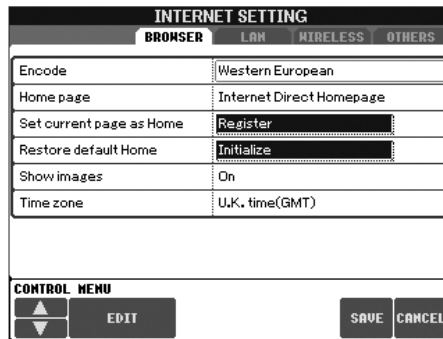 INTERNET SETTING
BROWSER LAN WIRELESS OTHERS
Encode Western European
Home page Internet Direct Homepage
Set current page as Home Register
Restore default Home Initialize
Show images On
Time zone U.K. time(GMT)
CONTROL MENU
EDIT SAVE CANCEL